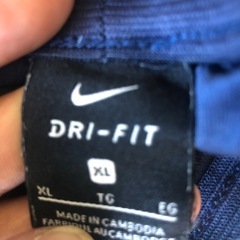 DRI-FIT
XL
XL TG EG
MADE IN CAMBODIA
FABRIQUÉ AU CAMBODGE